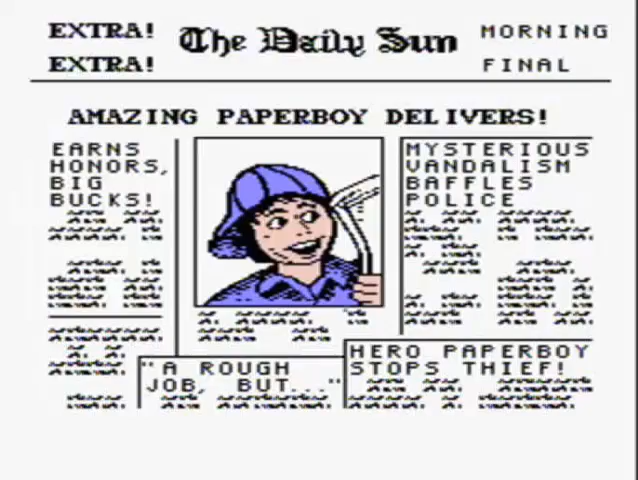 EXTRA!
EXTRA!
The Daily Sun
MORNING
FINAL
AMAZING PAPERBOY DELIVERS!
EARNS
HONORS,
BIG
BUCKS!
MYSTERIOUS
VANDALISM
BAFFLES
POLICE
"A ROUGH
JOB, BUT..."
HERO PAPERBOY
STOPS THIEF!